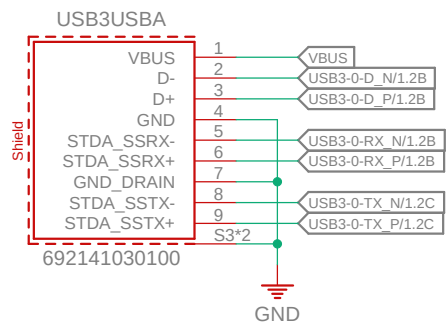 USB3USBA
Shield
VBUS 1 VBUS
D- 2 USB3-0-D_N/1.2B
D+ 3 USB3-0-D_P/1.2B
GND 4
STDA_SSRX- 5 USB3-0-RX_N/1.2B
STDA_SSRX+ 6 USB3-0-RX_P/1.2B
GND_DRAIN 7
STDA_SSTX- 8 USB3-0-TX_N/1.2C
STDA_SSTX+ 9 USB3-0-TX_P/1.2C
S3*2
692141030100
GND